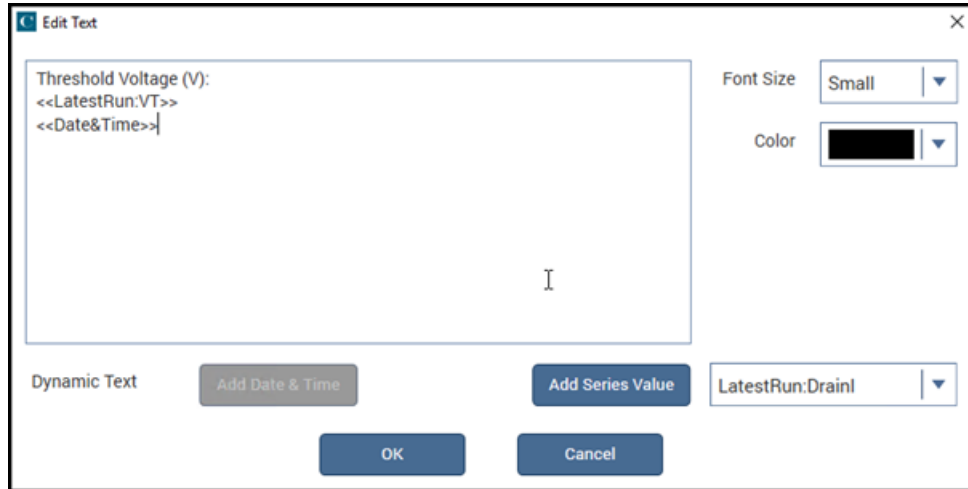 C Edit Text
Threshold Voltage (V):
<<LatestRun:VT>>
<<Date&Time>>
Font Size
Small
Color
Dynamic Text
Add Date & Time
Add Series Value
LatestRun:DrainI
OK
Cancel